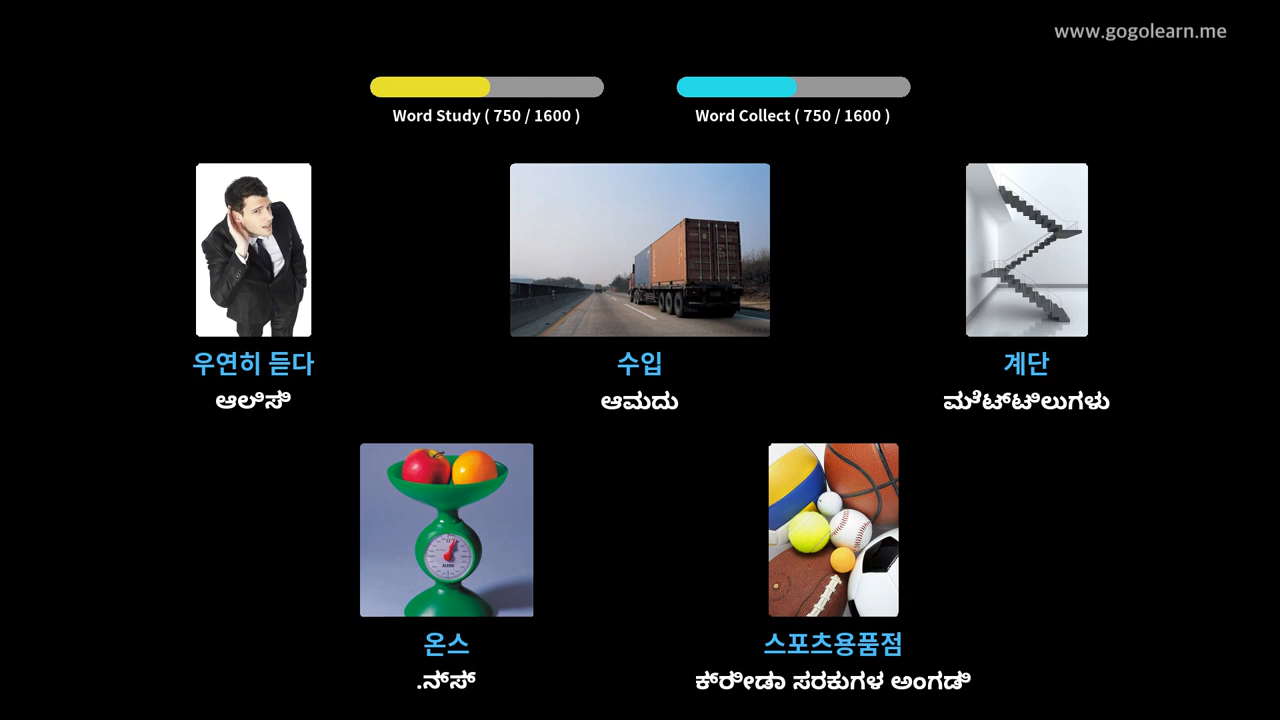 www.gogolearn.me
Word Study ( 750 / 1600 )
Word Collect ( 750 / 1600 )
우연히 듣다
수입
계단
ಆಲಿಸಿ
ಆಮದು
ಮೆಟ್ಟಿಲುಗಳು
온스
스포츠용품점
.ನ್ಸ್
ಕ್ರೀಡಾ ಸರಕುಗಳ ಅಂಗಡಿ